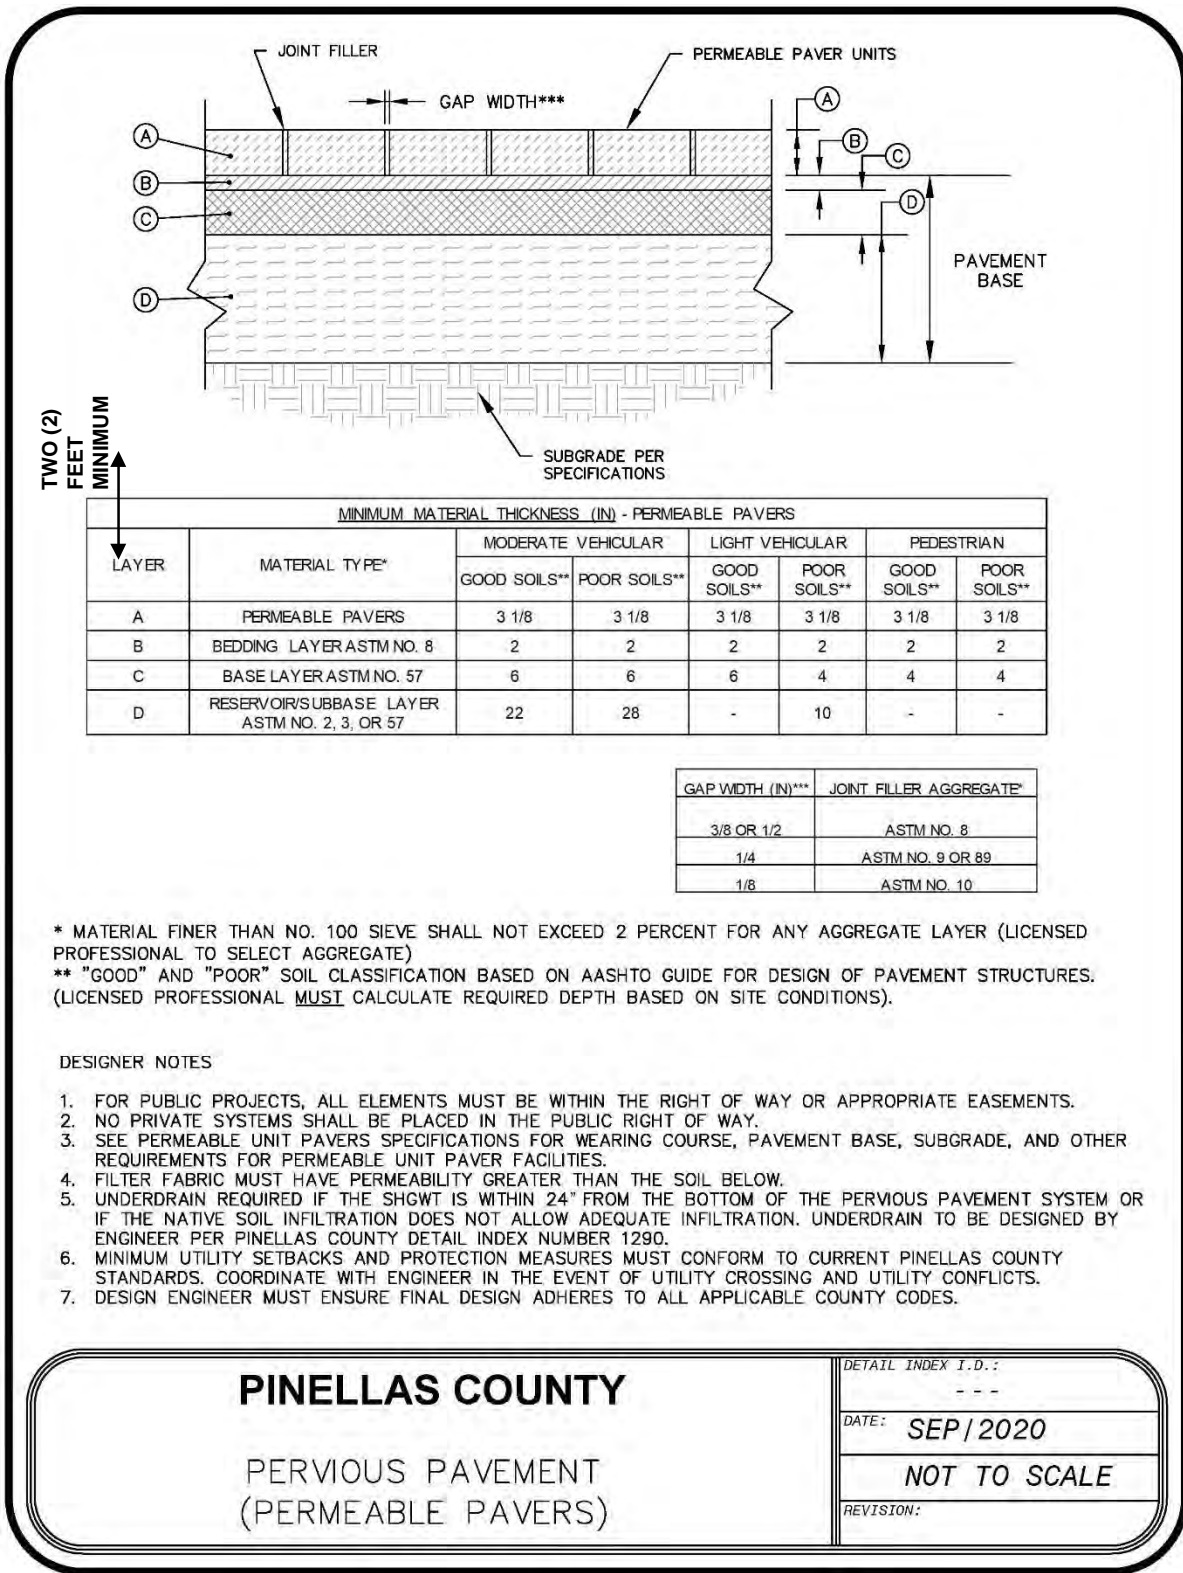 JOINT FILLER
PERMEABLE PAVER UNITS
GAP WIDTH***
A
A
B
B
C
C
D
D
PAVEMENT
BASE
TWO (2)
FEET
MINIMUM
SUBGRADE PER
SPECIFICATIONS
MINIMUM MATERIAL THICKNESS (IN) - PERMEABLE PAVERS
LAYER MATERIAL TYPE* MODERATE VEHICULAR LIGHT VEHICULAR PEDESTRIAN
GOOD SOILS** POOR SOILS** GOOD SOILS** POOR SOILS** GOOD SOILS** POOR SOILS**
A PERMEABLE PAVERS 3 1/8 3 1/8 3 1/8 3 1/8 3 1/8 3 1/8
B BEDDING LAYER ASTM NO. 8 2 2 2 2 2 2
C BASE LAYER ASTM NO. 57 6 6 6 4 4 4
D RESERVOIR/SUBBASE LAYER ASTM NO. 2, 3, OR 57 22 28 - 10 - -
GAP WIDTH (IN)*** JOINT FILLER AGGREGATE*
3/8 OR 1/2 ASTM NO. 8
1/4 ASTM NO. 9 OR 89
1/8 ASTM NO. 10
* MATERIAL FINER THAN NO. 100 SIEVE SHALL NOT EXCEED 2 PERCENT FOR ANY AGGREGATE LAYER (LICENSED
PROFESSIONAL TO SELECT AGGREGATE)
** "GOOD" AND "POOR" SOIL CLASSIFICATION BASED ON AASHTO GUIDE FOR DESIGN OF PAVEMENT STRUCTURES.
(LICENSED PROFESSIONAL MUST CALCULATE REQUIRED DEPTH BASED ON SITE CONDITIONS).
DESIGNER NOTES
1. FOR PUBLIC PROJECTS, ALL ELEMENTS MUST BE WITHIN THE RIGHT OF WAY OR APPROPRIATE EASEMENTS.
2. NO PRIVATE SYSTEMS SHALL BE PLACED IN THE PUBLIC RIGHT OF WAY.
3. SEE PERMEABLE UNIT PAVERS SPECIFICATIONS FOR WEARING COURSE, PAVEMENT BASE, SUBGRADE, AND OTHER
REQUIREMENTS FOR PERMEABLE UNIT PAVER FACILITIES.
4. FILTER FABRIC MUST HAVE PERMEABILITY GREATER THAN THE SOIL BELOW.
5. UNDERDRAIN REQUIRED IF THE SHGWT IS WITHIN 24" FROM THE BOTTOM OF THE PERVIOUS PAVEMENT SYSTEM OR
IF THE NATIVE SOIL INFILTRATION DOES NOT ALLOW ADEQUATE INFILTRATION. UNDERDRAIN TO BE DESIGNED BY
ENGINEER PER PINELLAS COUNTY DETAIL INDEX NUMBER 1290.
6. MINIMUM UTILITY SETBACKS AND PROTECTION MEASURES MUST CONFORM TO CURRENT PINELLAS COUNTY
STANDARDS. COORDINATE WITH ENGINEER IN THE EVENT OF UTILITY CROSSING AND UTILITY CONFLICTS.
7. DESIGN ENGINEER MUST ENSURE FINAL DESIGN ADHERES TO ALL APPLICABLE COUNTY CODES.
PINELLAS COUNTY
PERVIOUS PAVEMENT
(PERMEABLE PAVERS)
DETAIL INDEX I.D.:
- - -
DATE: SEP/2020
NOT TO SCALE
REVISION: